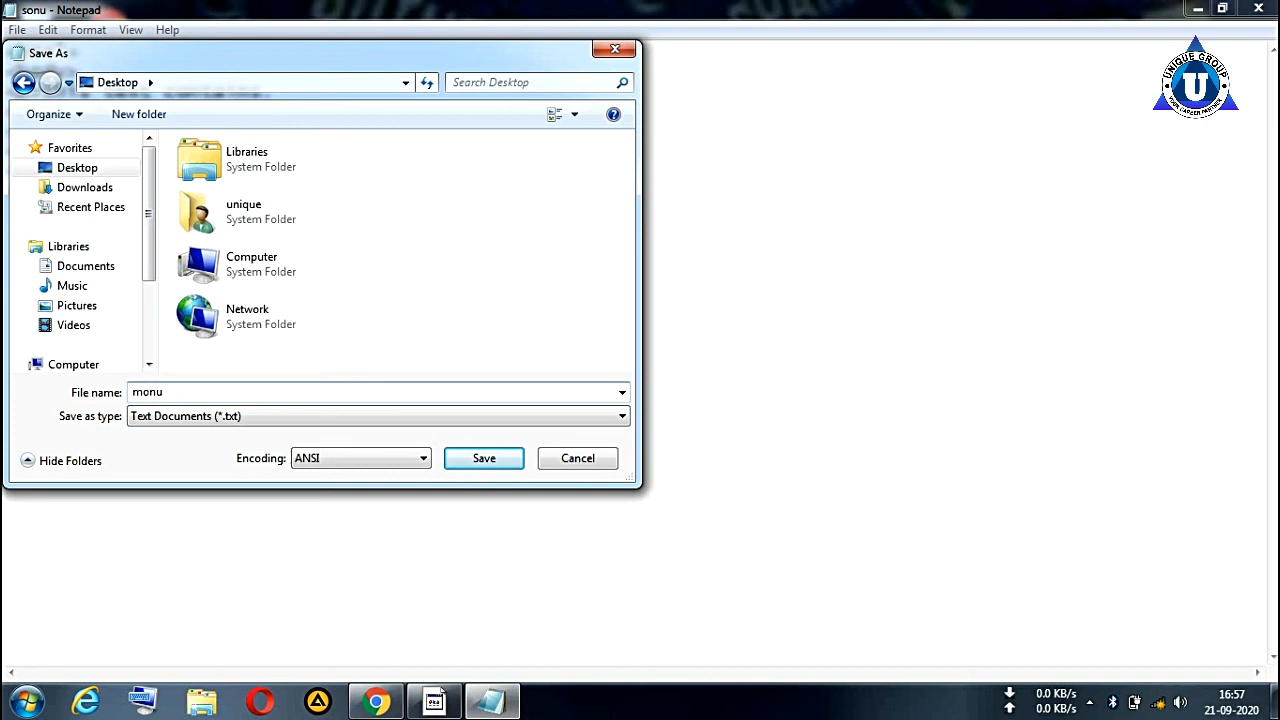 sonu - Notepad
File Edit Format View Help
Save As
Desktop
Search Desktop
Organize New folder
Favorites
Desktop
Downloads
Recent Places
Libraries
Documents
Music
Pictures
Videos
Computer
Libraries
System Folder
unique
System Folder
Computer
System Folder
Network
System Folder
File name: monu
Save as type: Text Documents (*.txt)
Hide Folders
Encoding: ANSI
Save
Cancel
UNIQUE GROUP
U
YOUR CAREER PARTNER
0.0 KB/s
0.0 KB/s
16:57
21-09-2020